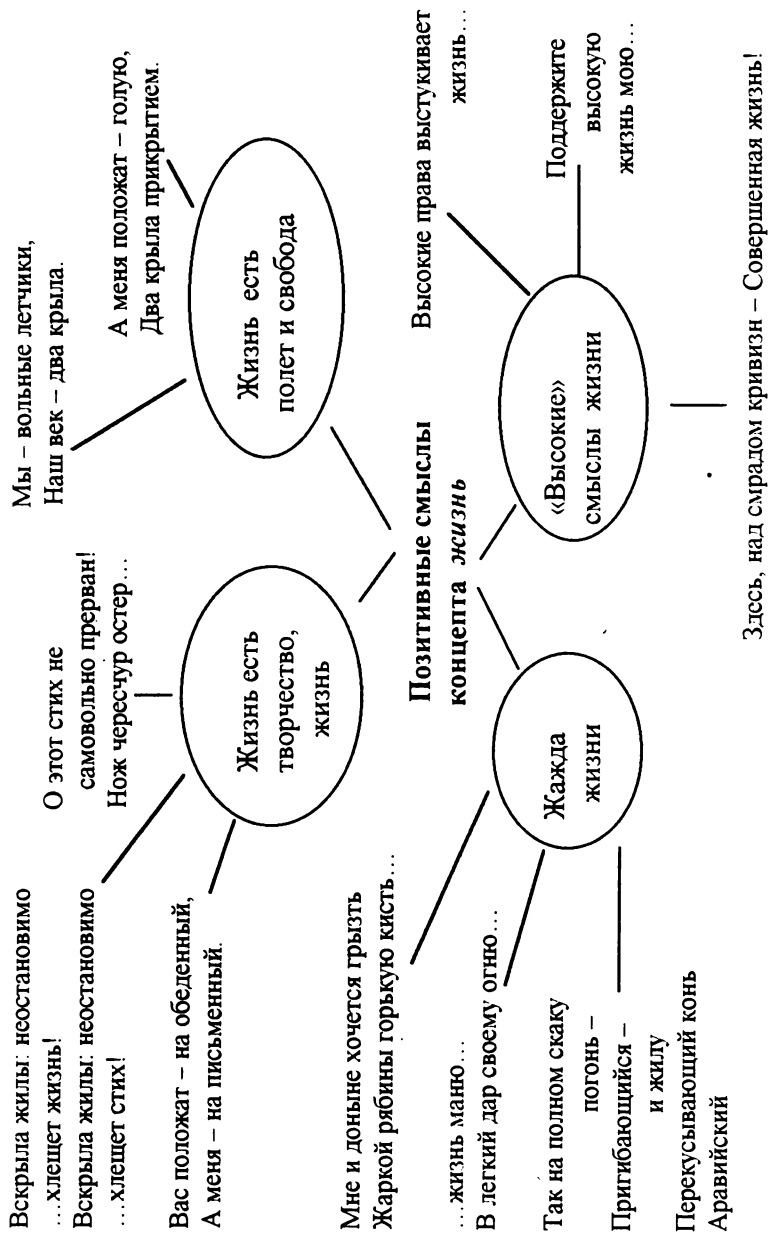 Вскрыла жилы: неостановимо
…хлещет жизнь!
Вскрыла жилы: неостановимо
…хлещет стих!
Вас положат – на обеденный,
А меня – на письменный.
О этот стих не
самовольно прерван!
Нож чересчур остер…
Мы – вольные летчики,
Наш век – два крыла.
А меня положат – голую,
Два крыла прикрытием.
Жизнь есть
творчество,
жизнь
Жизнь есть
полет и свобода
Позитивные смыслы
концепта жизнь
Мне и доныне хочется грызть
Жаркой рябины горькую кисть…
…жизнь маню…
В легкий дар своему огню…
Так на полном скаку
погонь –
Пригибающийся –
и жилу
Перекусывающий конь
Аравийский
Жажда
жизни
«Высокие»
смыслы жизни
Высокие права выстукивает
жизнь…
Поддержите
высокую
жизнь мою…
Здесь, над смрадом кривизн – Совершенная жизнь!